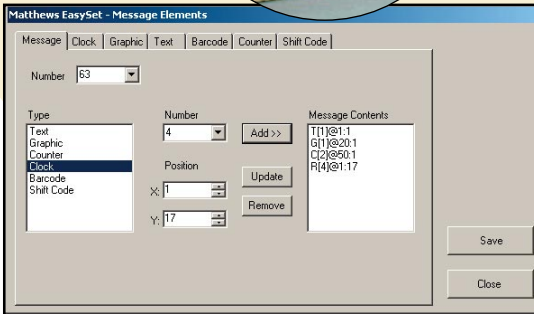 Matthews EasySet - Message Elements
Message Clock Graphic Text Barcode Counter Shift Code
Number 63
Type
Text
Graphic
Counter
Clock
Barcode
Shift Code
Number
4
Position
X: 1
Y: 17
Add >>
Update
Remove
Message Contents
T[1]@1:1
G[1]@20:1
C[2]@50:1
R[4]@1:17
Save
Close